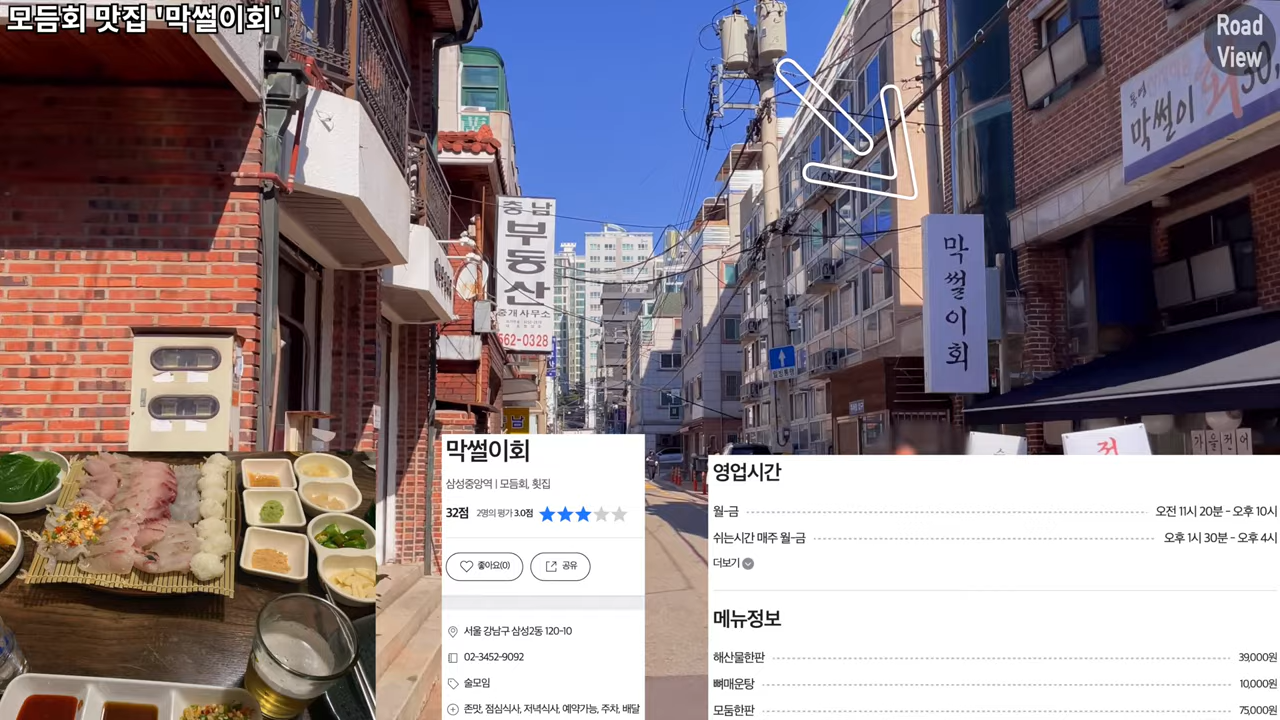 모듬회 맛집 '막썰이회'
Road
View
막썰이 회
충남
부동산
중개사무소
562-0328
막썰이회
가을전어
막썰이회
삼성중앙역 | 모듬회, 횟집
32점 2명의 평가 3.0점
좋아요(0) 공유
서울 강남구 삼성2동 120-10
02-3452-9092
술모임
존맛, 점심식사, 저녁식사, 예약가능, 주차, 배달
영업시간
월-금 오전 11시 20분 - 오후 10시
쉬는시간 매주 월-금 오후 1시 30분 - 오후 4시
더보기
메뉴정보
해산물한판 39,000원
뼈매운탕 10,000원
모둠한판 75,000원